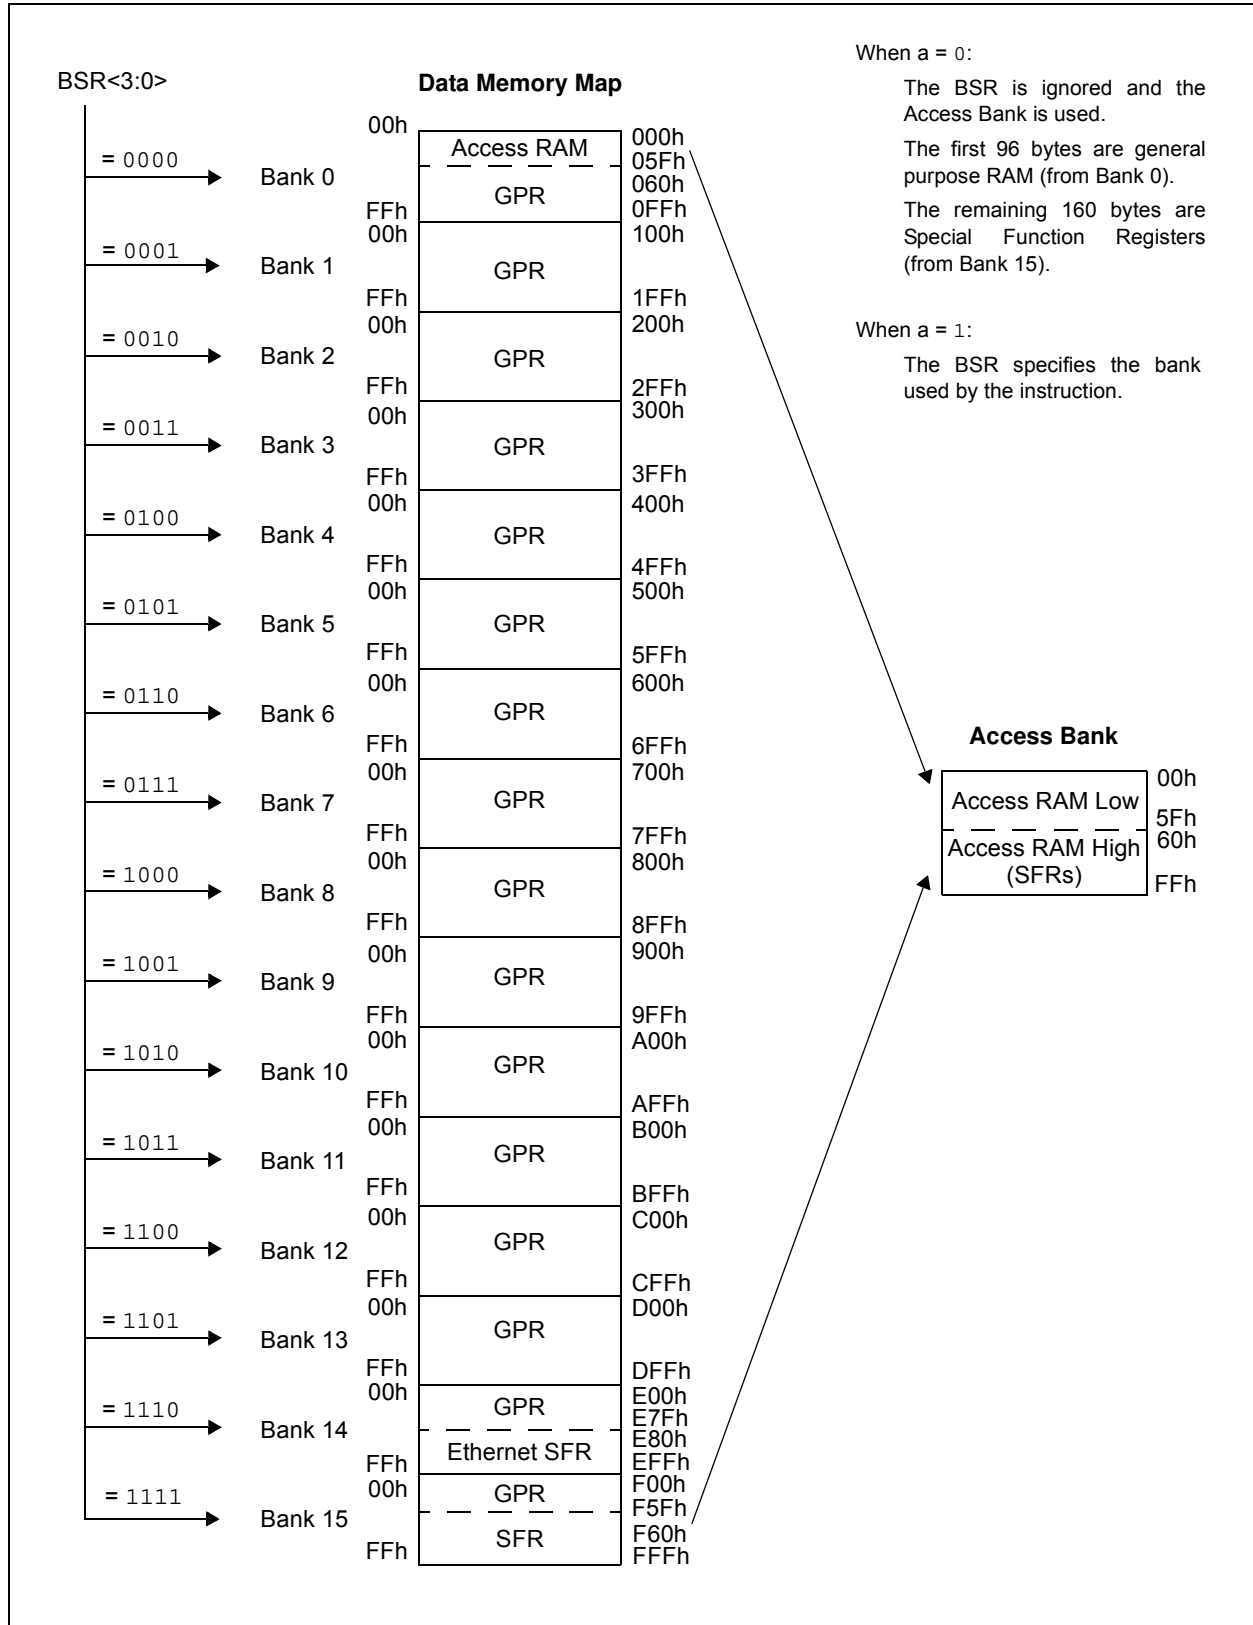 BSR<3:0>
Data Memory Map
When a = 0:
The BSR is ignored and the
Access Bank is used.
The first 96 bytes are general
purpose RAM (from Bank 0).
The remaining 160 bytes are
Special Function Registers
(from Bank 15).
When a = 1:
The BSR specifies the bank
used by the instruction.
= 0000
Bank 0
00h
FFh
Access RAM
GPR
000h
05Fh
060h
0FFh
= 0001
Bank 1
00h
FFh
GPR
100h
1FFh
= 0010
Bank 2
00h
FFh
GPR
200h
2FFh
= 0011
Bank 3
00h
FFh
GPR
300h
3FFh
= 0100
Bank 4
00h
FFh
GPR
400h
4FFh
= 0101
Bank 5
00h
FFh
GPR
500h
5FFh
= 0110
Bank 6
00h
FFh
GPR
600h
6FFh
= 0111
Bank 7
00h
FFh
GPR
700h
7FFh
= 1000
Bank 8
00h
FFh
GPR
800h
8FFh
= 1001
Bank 9
00h
FFh
GPR
900h
9FFh
= 1010
Bank 10
00h
FFh
GPR
A00h
AFFh
= 1011
Bank 11
00h
FFh
GPR
B00h
BFFh
= 1100
Bank 12
00h
FFh
GPR
C00h
CFFh
= 1101
Bank 13
00h
FFh
GPR
D00h
DFFh
= 1110
Bank 14
00h
FFh
GPR
Ethernet SFR
E00h
E7Fh
E80h
EFFh
= 1111
Bank 15
00h
FFh
GPR
SFR
F00h
F5Fh
F60h
FFFh
Access Bank
Access RAM Low
Access RAM High
(SFRs)
00h
5Fh
60h
FFh